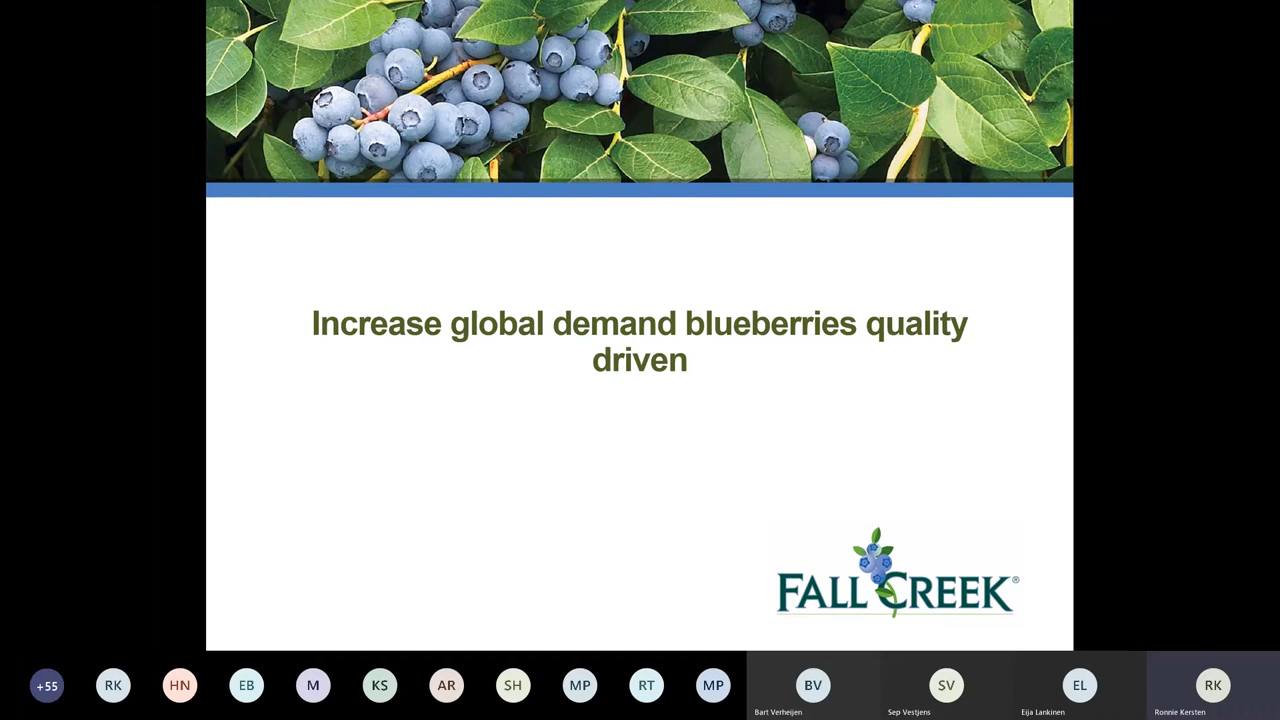 Increase global demand blueberries quality
driven
FALL CREEK®
+55
RK
HN
EB
M
KS
AR
SH
MP
RT
MP
BV
SV
EL
RK
Bart Verheijen
Sep Vestjens
Eija Lankinen
Ronnie Kersten